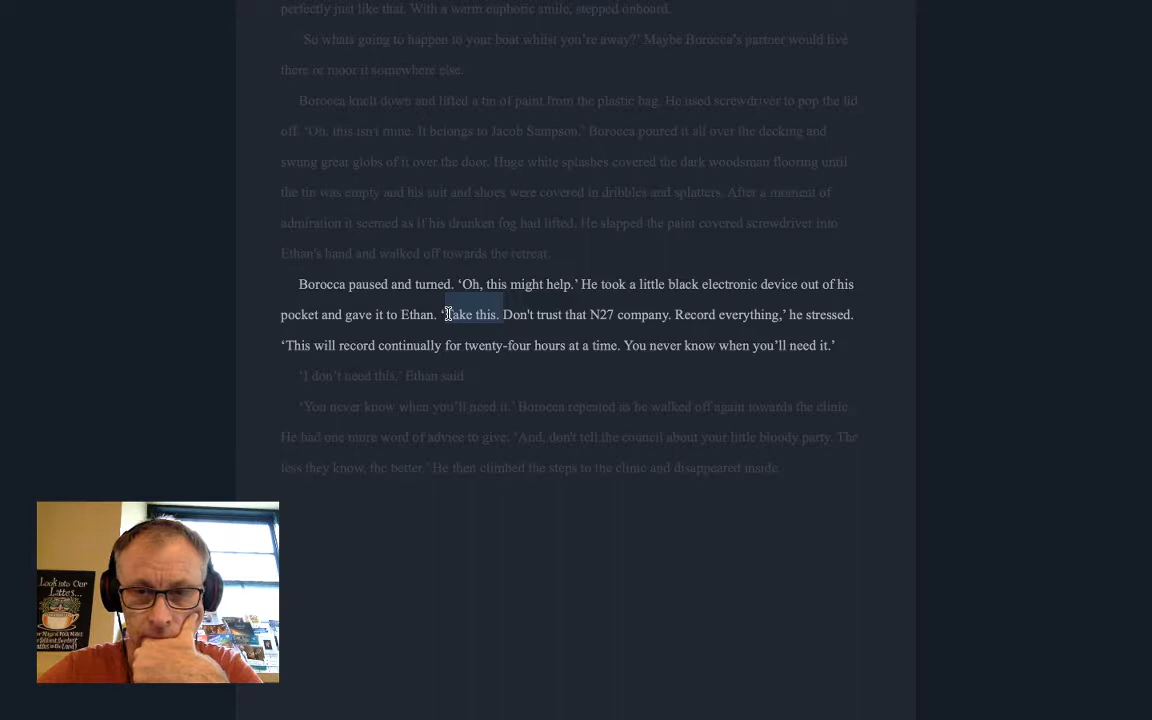 perfectly just like that. With a warm euphoric smile, stepped onboard.
'So whats going to happen to your boat whilst you're away?' Maybe Borocca's partner would live
there or moor it somewhere else.
Borocca knelt down and lifted a tin of paint from the plastic bag. He used screwdriver to pop the lid
off. 'Oh, this isn't mine. It belongs to Jacob Sampson.' Borocca poured it all over the decking and
swung great globs of it over the door. Huge white splashes covered the dark woodsman flooring until
the tin was empty and his suit and shoes were covered in dribbles and splatters. After a moment of
admiration it seemed as if his drunken fog had lifted. He slapped the paint covered screwdriver into
Ethan's hand and walked off towards the retreat.
Borocca paused and turned. ‘Oh, this might help.’ He took a little black electronic device out of his
pocket and gave it to Ethan. ‘Take this. Don't trust that N27 company. Record everything,’ he stressed.
‘This will record continually for twenty-four hours at a time. You never know when you’ll need it.’
‘I don’t need this,’ Ethan said
‘You never know when you’ll need it.’ Borocca repeated as he walked off again towards the clinic.
He had one more word of advice to give: ‘And, don't tell the council about your little bloody party. The
less they know, the better.’ He then climbed the steps to the clinic and disappeared inside.
Look into Our
Lattes...